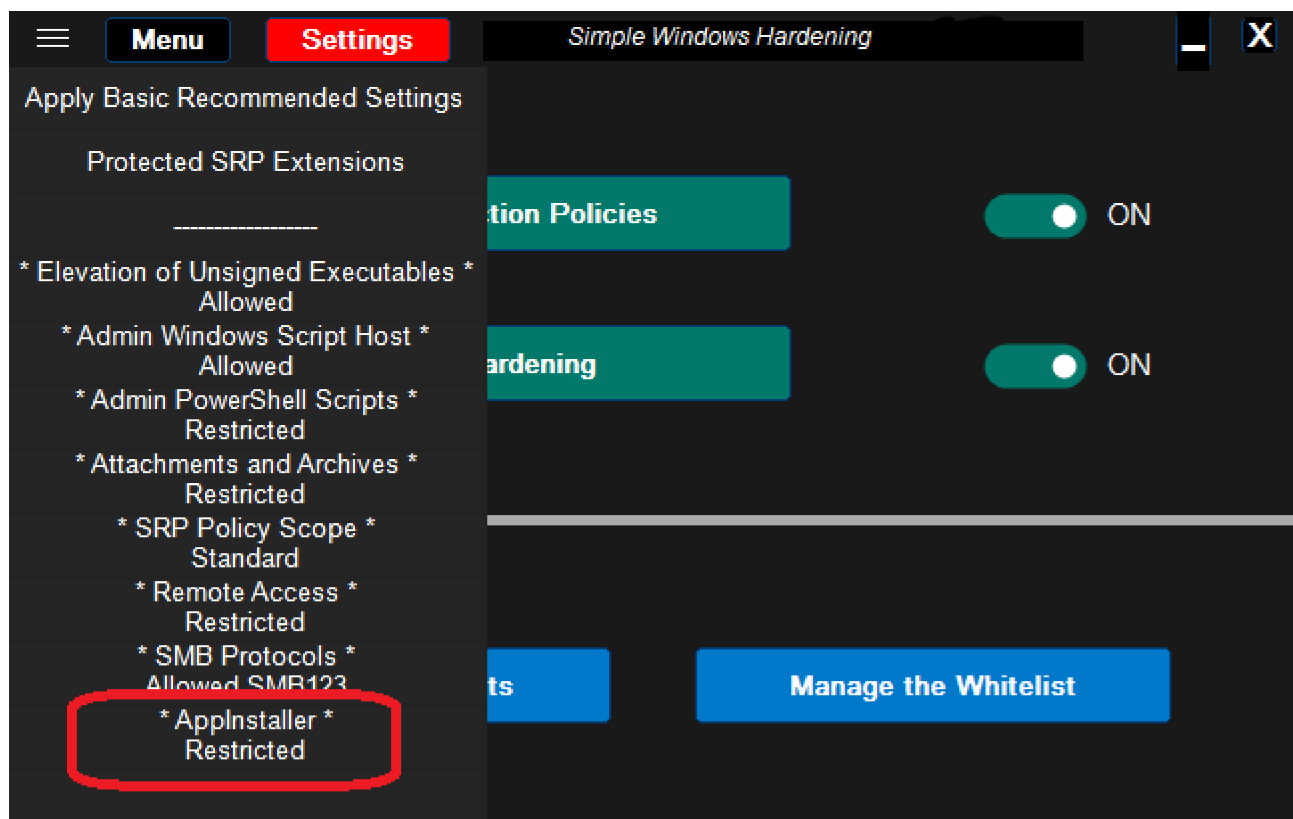 Menu Settings Simple Windows Hardening _ X
Apply Basic Recommended Settings
Protected SRP Extensions
------------------
* Elevation of Unsigned Executables *
Allowed
* Admin Windows Script Host *
Allowed
* Admin PowerShell Scripts *
Restricted
* Attachments and Archives *
Restricted
* SRP Policy Scope *
Standard
* Remote Access *
Restricted
* SMB Protocols *
Allowed SMB123
* AppInstaller *
Restricted
tion Policies ON
ardening ON
ts Manage the Whitelist